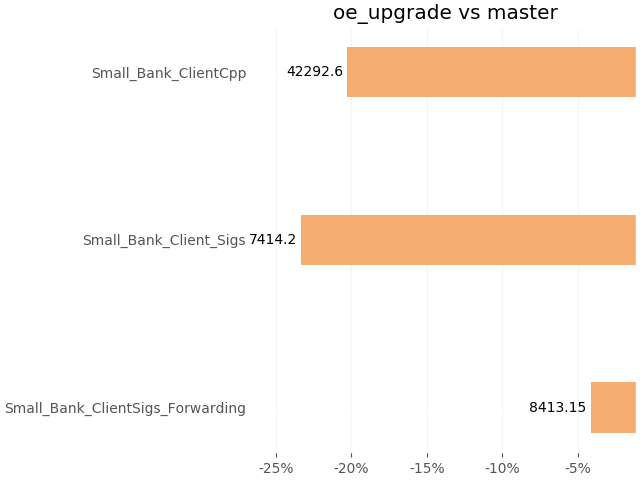 oe_upgrade vs master
Small_Bank_ClientCpp
42292.6
Small_Bank_Client_Sigs
7414.2
Small_Bank_ClientSigs_Forwarding
8413.15
-25%
-20%
-15%
-10%
-5%